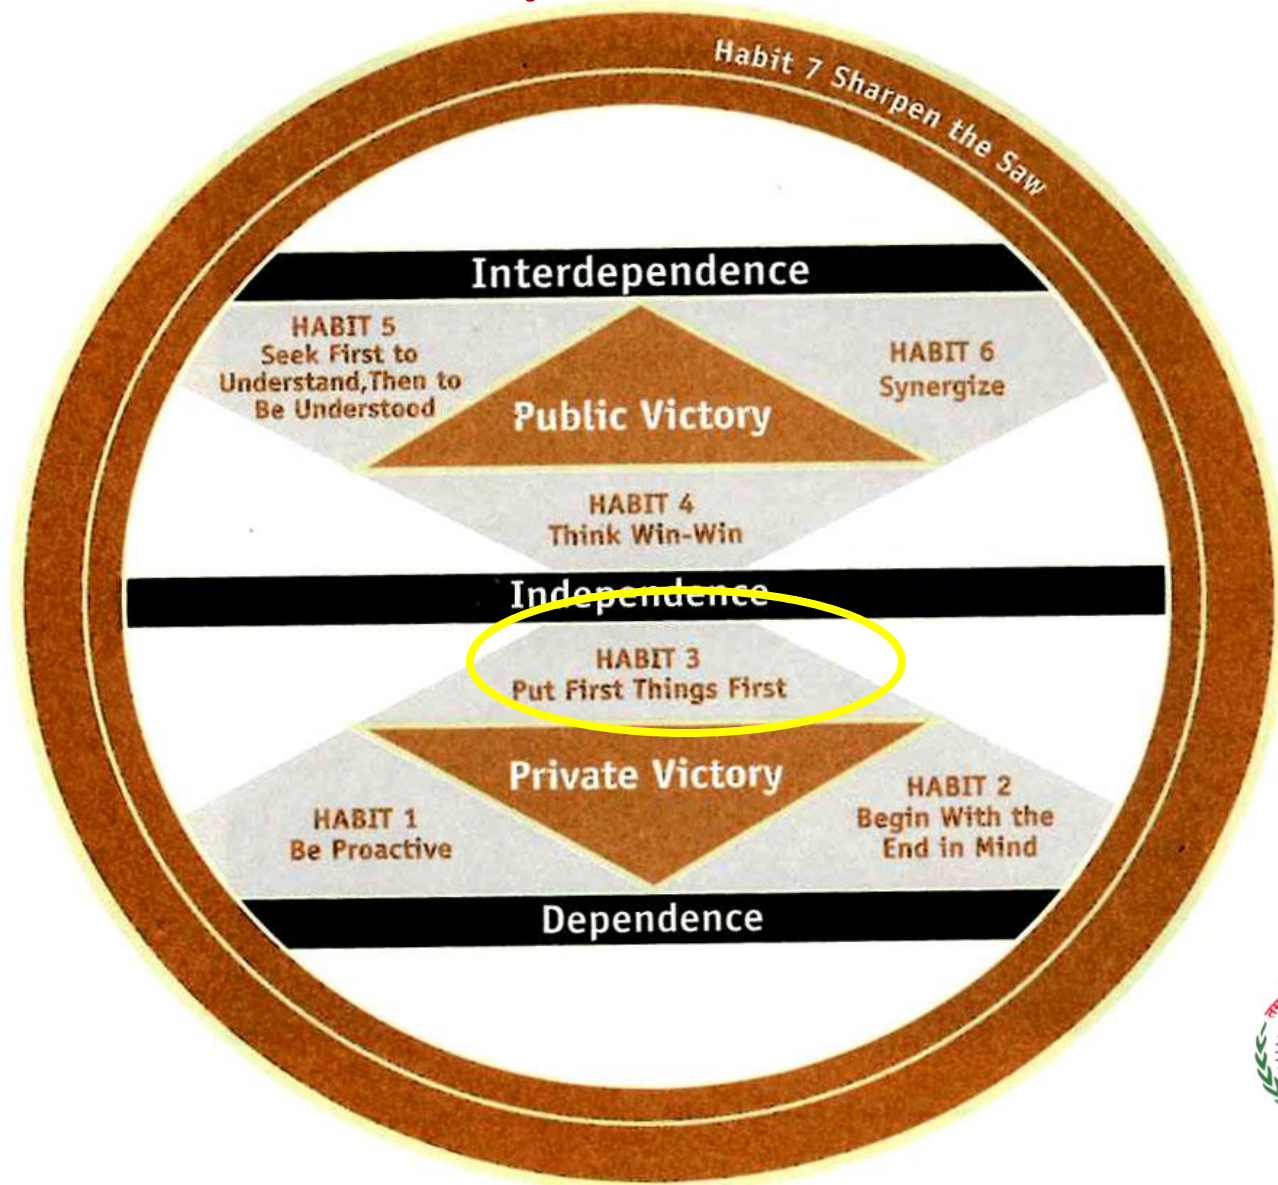 Habit 7 Sharpen the Saw
Interdependence
HABIT 5
Seek First to
Understand,Then to
Be Understood
HABIT 6
Synergize
Public Victory
HABIT 4
Think Win-Win
Independence
HABIT 3
Put First Things First
Private Victory
HABIT 1
Be Proactive
HABIT 2
Begin With the
End in Mind
Dependence